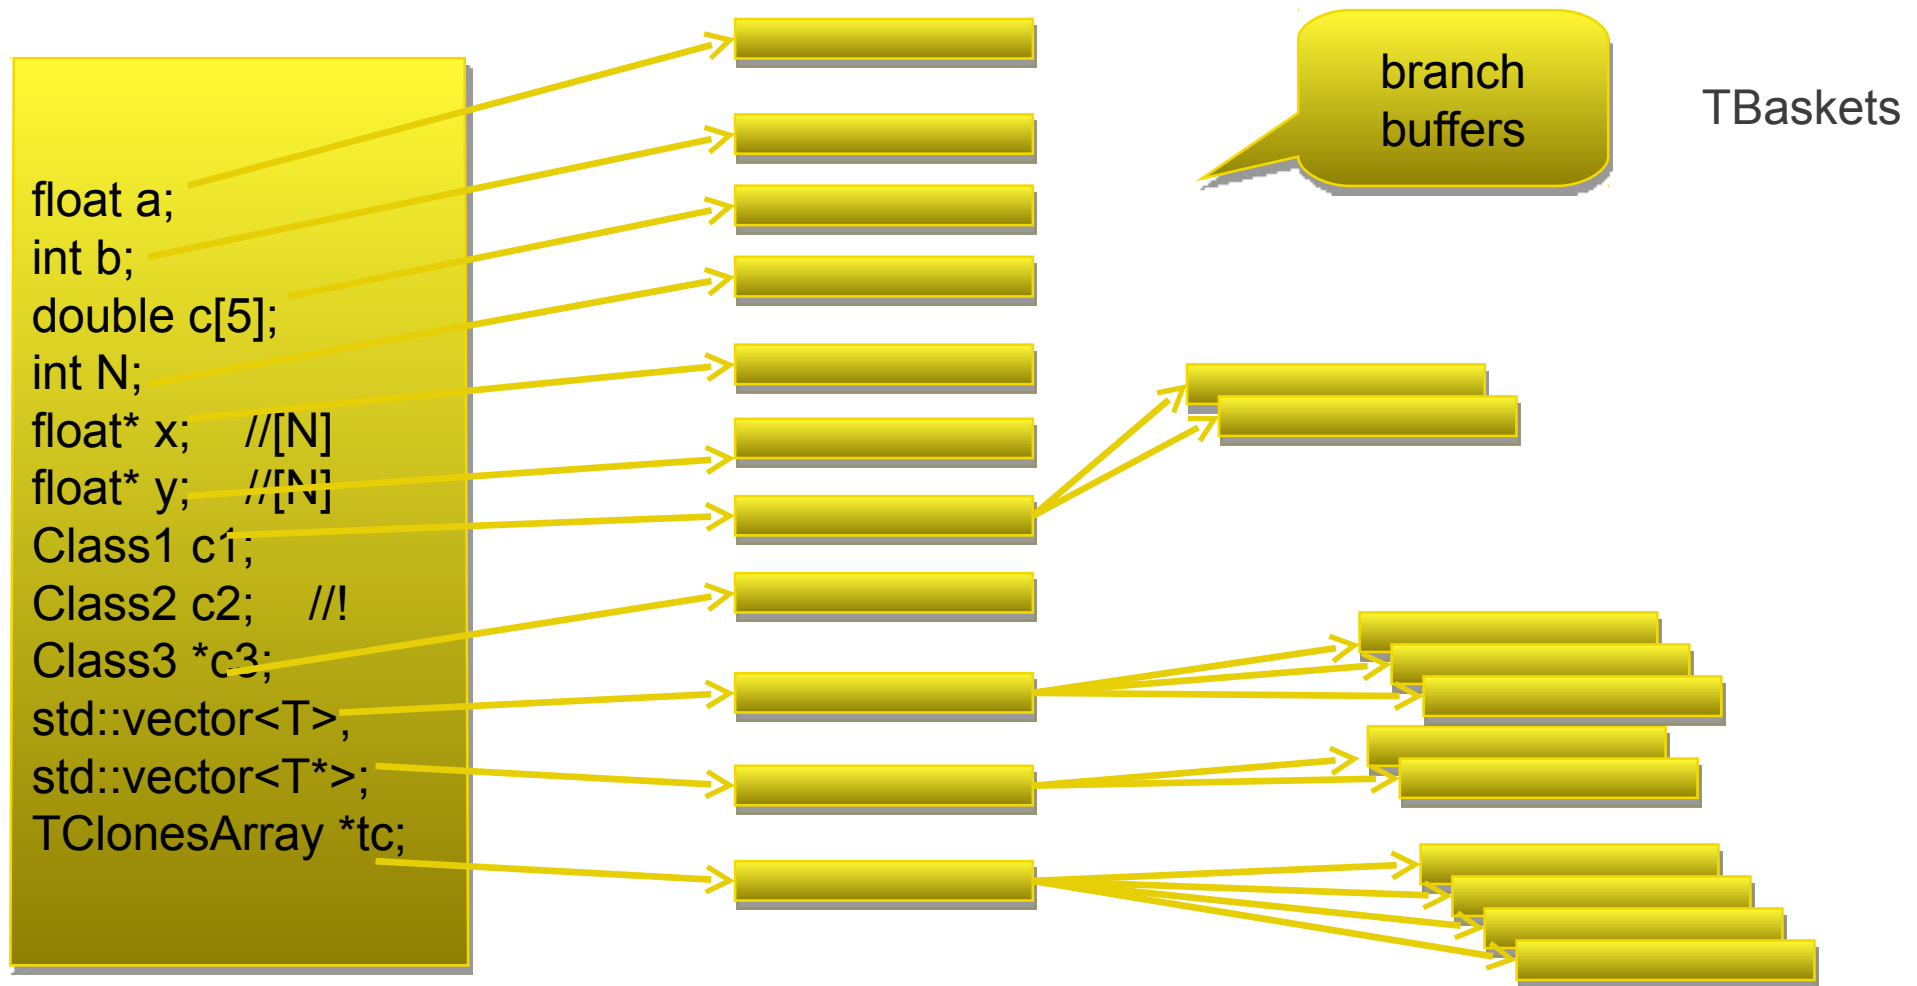 float a;
int b;
double c[5];
int N;
float* x; //[N]
float* y; //[N]
Class1 c1;
Class2 c2; //!
Class3 *c3;
std::vector<T>;
std::vector<T*>;
TClonesArray *tc;
branch
buffers
TBaskets